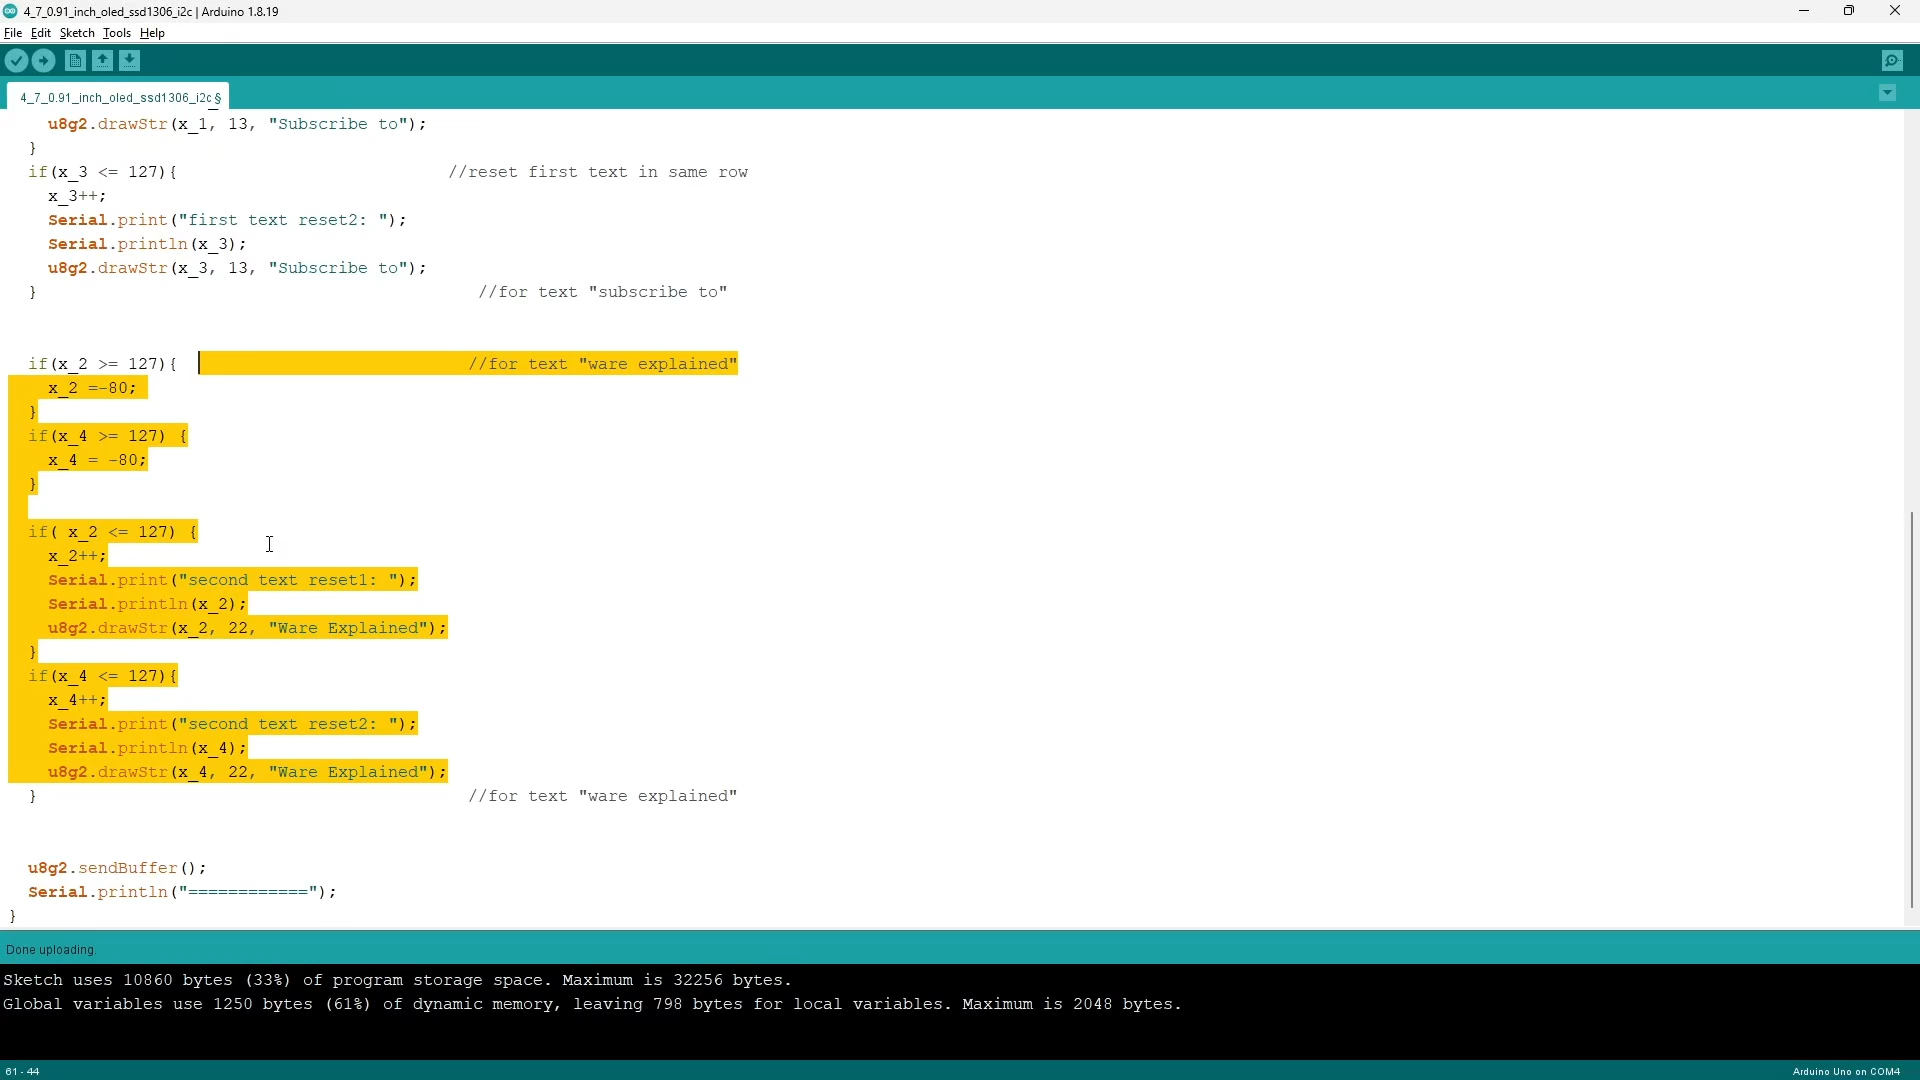 4_7_0.91_inch_oled_ssd1306_i2c | Arduino 1.8.19
File Edit Sketch Tools Help
4_7_0.91_inch_oled_ssd1306_i2c §
u8g2.drawStr(x_1, 13, "Subscribe to");
}
if(x_3 <= 127){ //reset first text in same row
x_3++;
Serial.print("first text reset2: ");
Serial.println(x_3);
u8g2.drawStr(x_3, 13, "Subscribe to");
} //for text "subscribe to"
if(x_2 >= 127){ //for text "ware explained"
x_2 =-80;
}
if(x_4 >= 127) {
x_4 = -80;
}
if( x_2 <= 127) {
x_2++;
Serial.print("second text reset1: ");
Serial.println(x_2);
u8g2.drawStr(x_2, 22, "Ware Explained");
}
if(x_4 <= 127){
x_4++;
Serial.print("second text reset2: ");
Serial.println(x_4);
u8g2.drawStr(x_4, 22, "Ware Explained");
} //for text "ware explained"
u8g2.sendBuffer();
Serial.println("============");
}
Done uploading.
Sketch uses 10860 bytes (33%) of program storage space. Maximum is 32256 bytes.
Global variables use 1250 bytes (61%) of dynamic memory, leaving 798 bytes for local variables. Maximum is 2048 bytes.
61 - 44 Arduino Uno on COM4